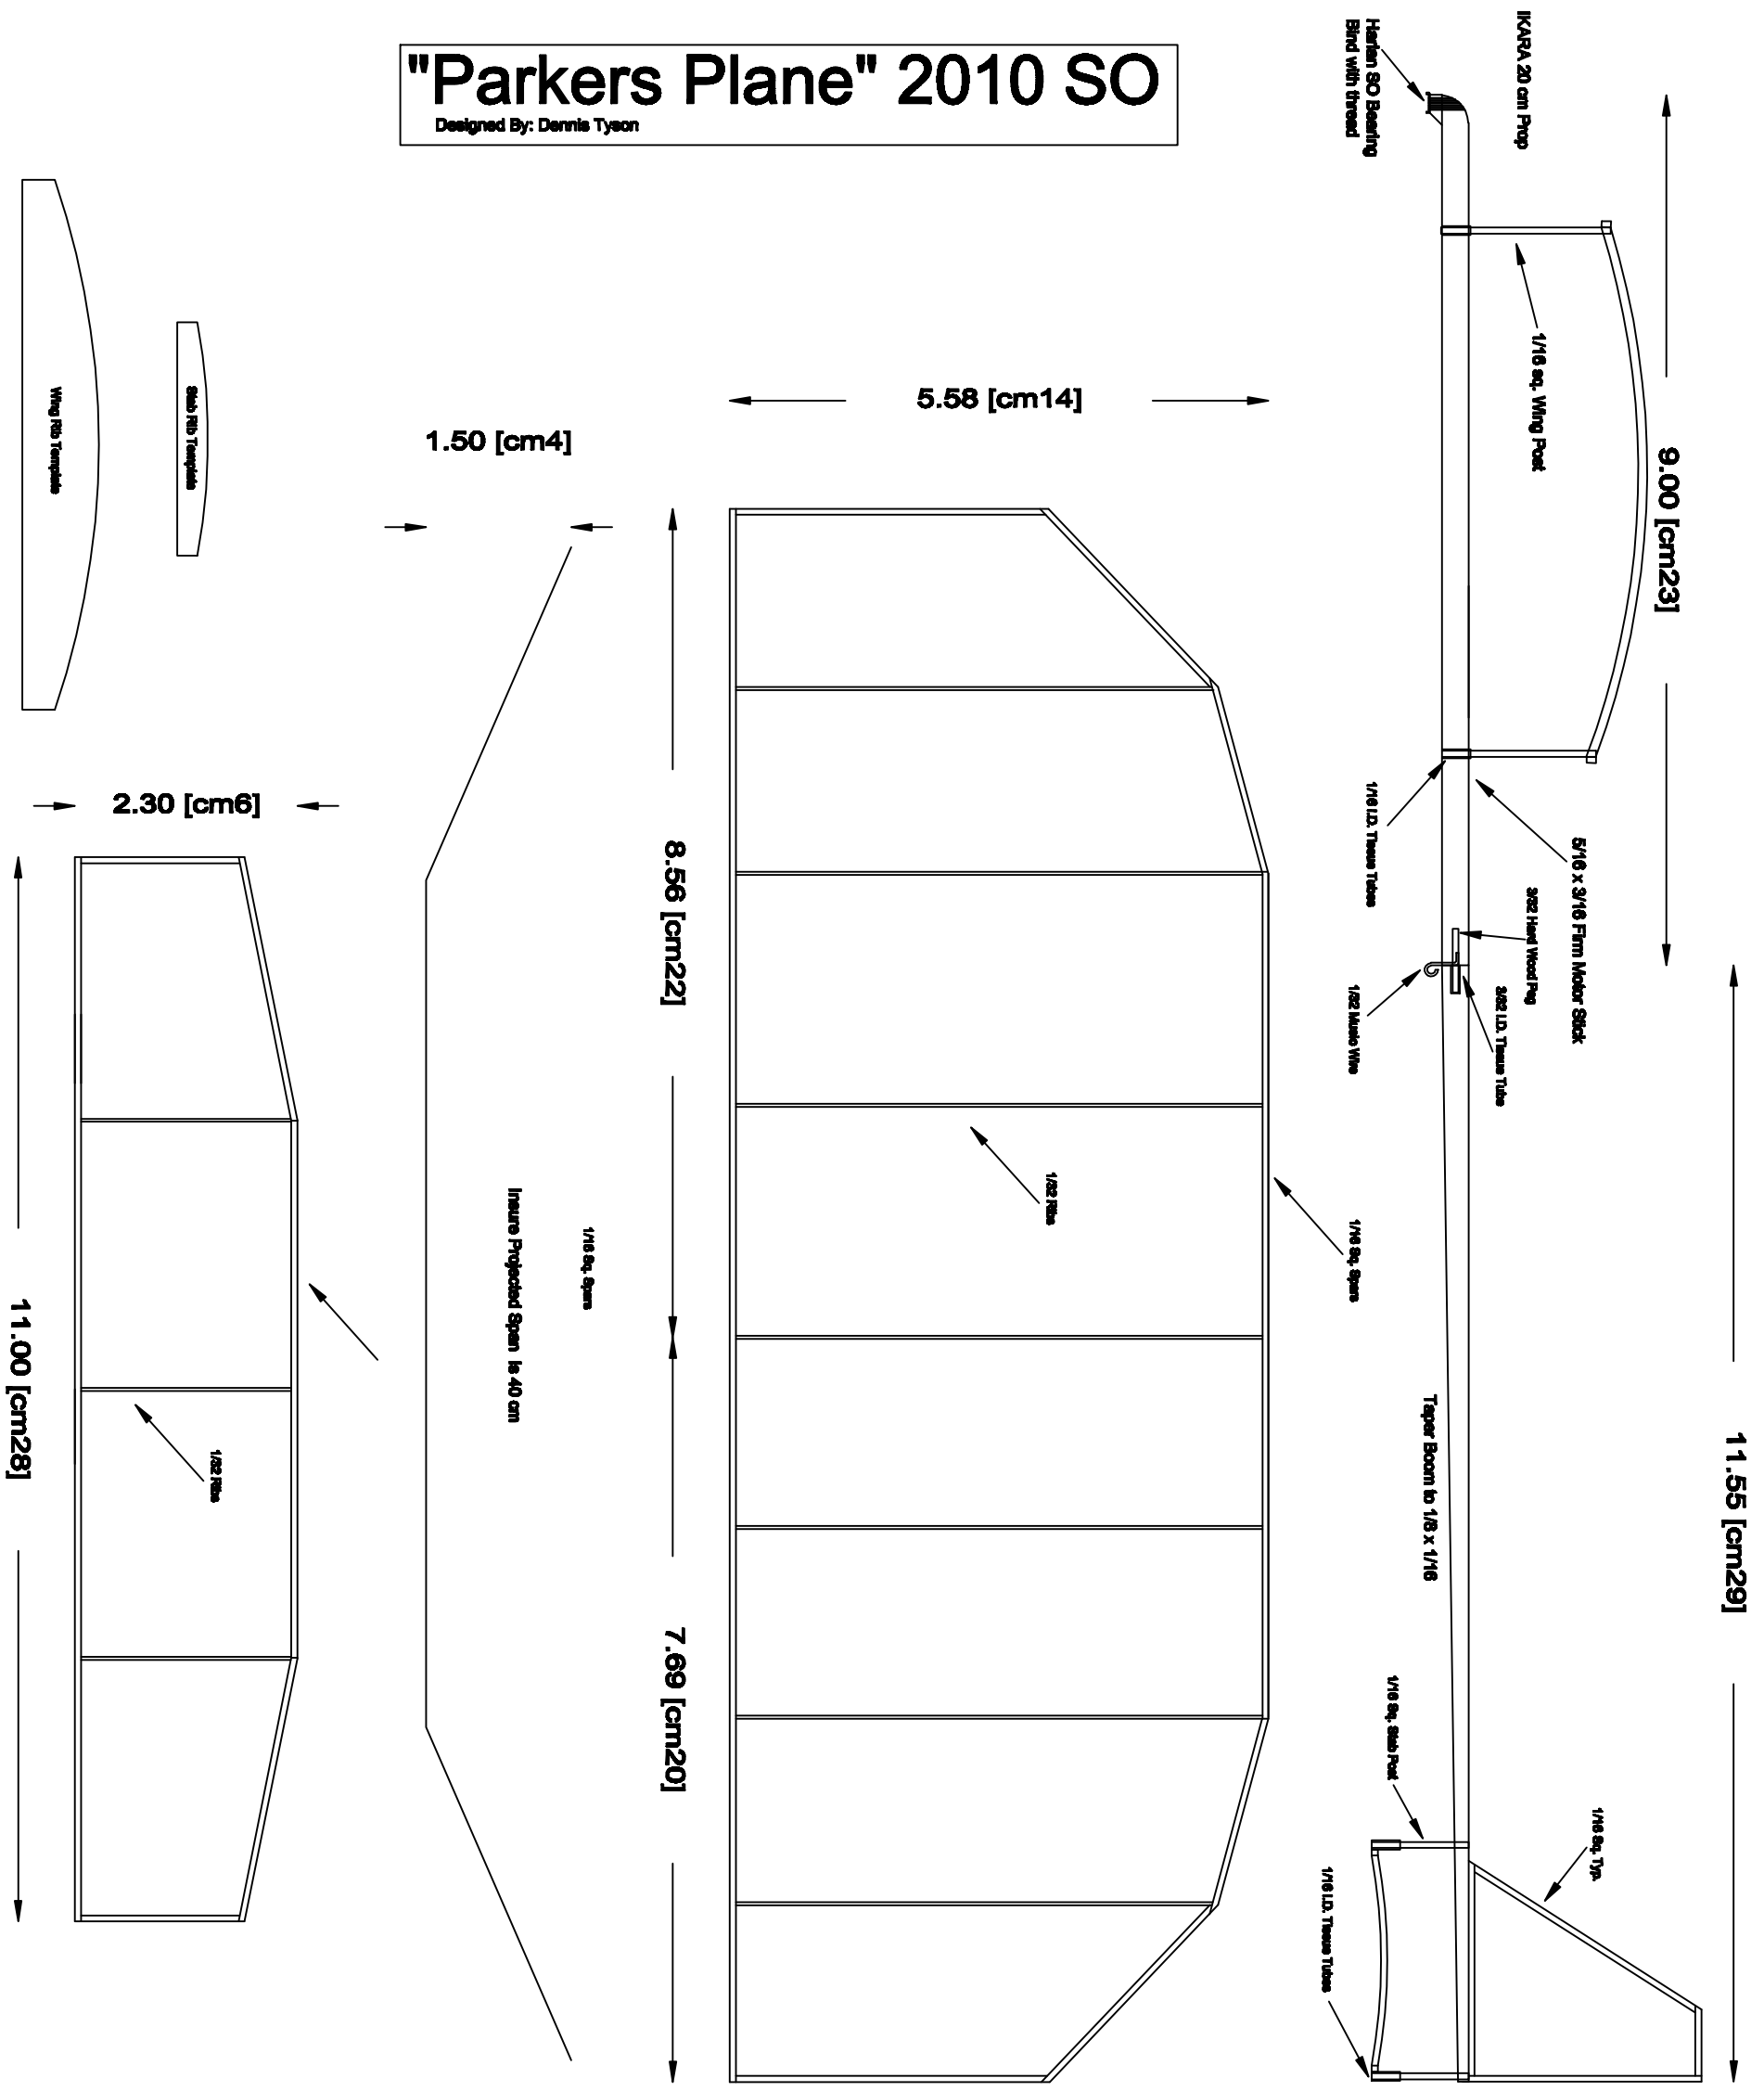 "Parkers Plane" 2010 SO
Designed By: Dennis Tyson
IKARA 20 cm Prop
Harlan SO Bearing
Bind with thread
9.00 [cm23]
1/16 sq. Wing Post
1/16 I.D. Tissue Tubes
5/16 x 3/16 Firm Motor Stick
3/32 Hard Wood Peg
3/32 I.D. Tissue Tube
1/32 Music Wire
11.55 [cm29]
Taper Boom to 1/8 x 1/16
1/16 Sq. Stab Post
1/16 Sq. Typ.
1/16 I.D. Tissue Tubes
5.58 [cm14]
1/16 Sq. Spars
1/32 Ribs
8.56 [cm22]
7.69 [cm20]
1.50 [cm4]
1/16 Sq. Spars
Insure Projected Span is 40 cm
Stab Rib Template
Wing Rib Template
2.30 [cm6]
1/32 Ribs
11.00 [cm28]